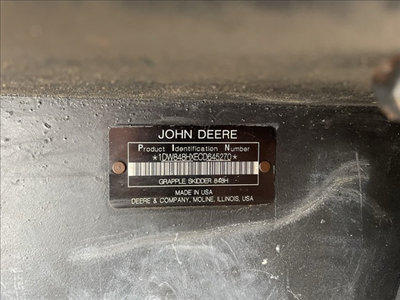 JOHN DEERE
Product Identification Number
*1DW848HXECD645270*
GRAPPLE SKIDDER 848H
MADE IN USA
DEERE & COMPANY, MOLINE, ILLINOIS, USA